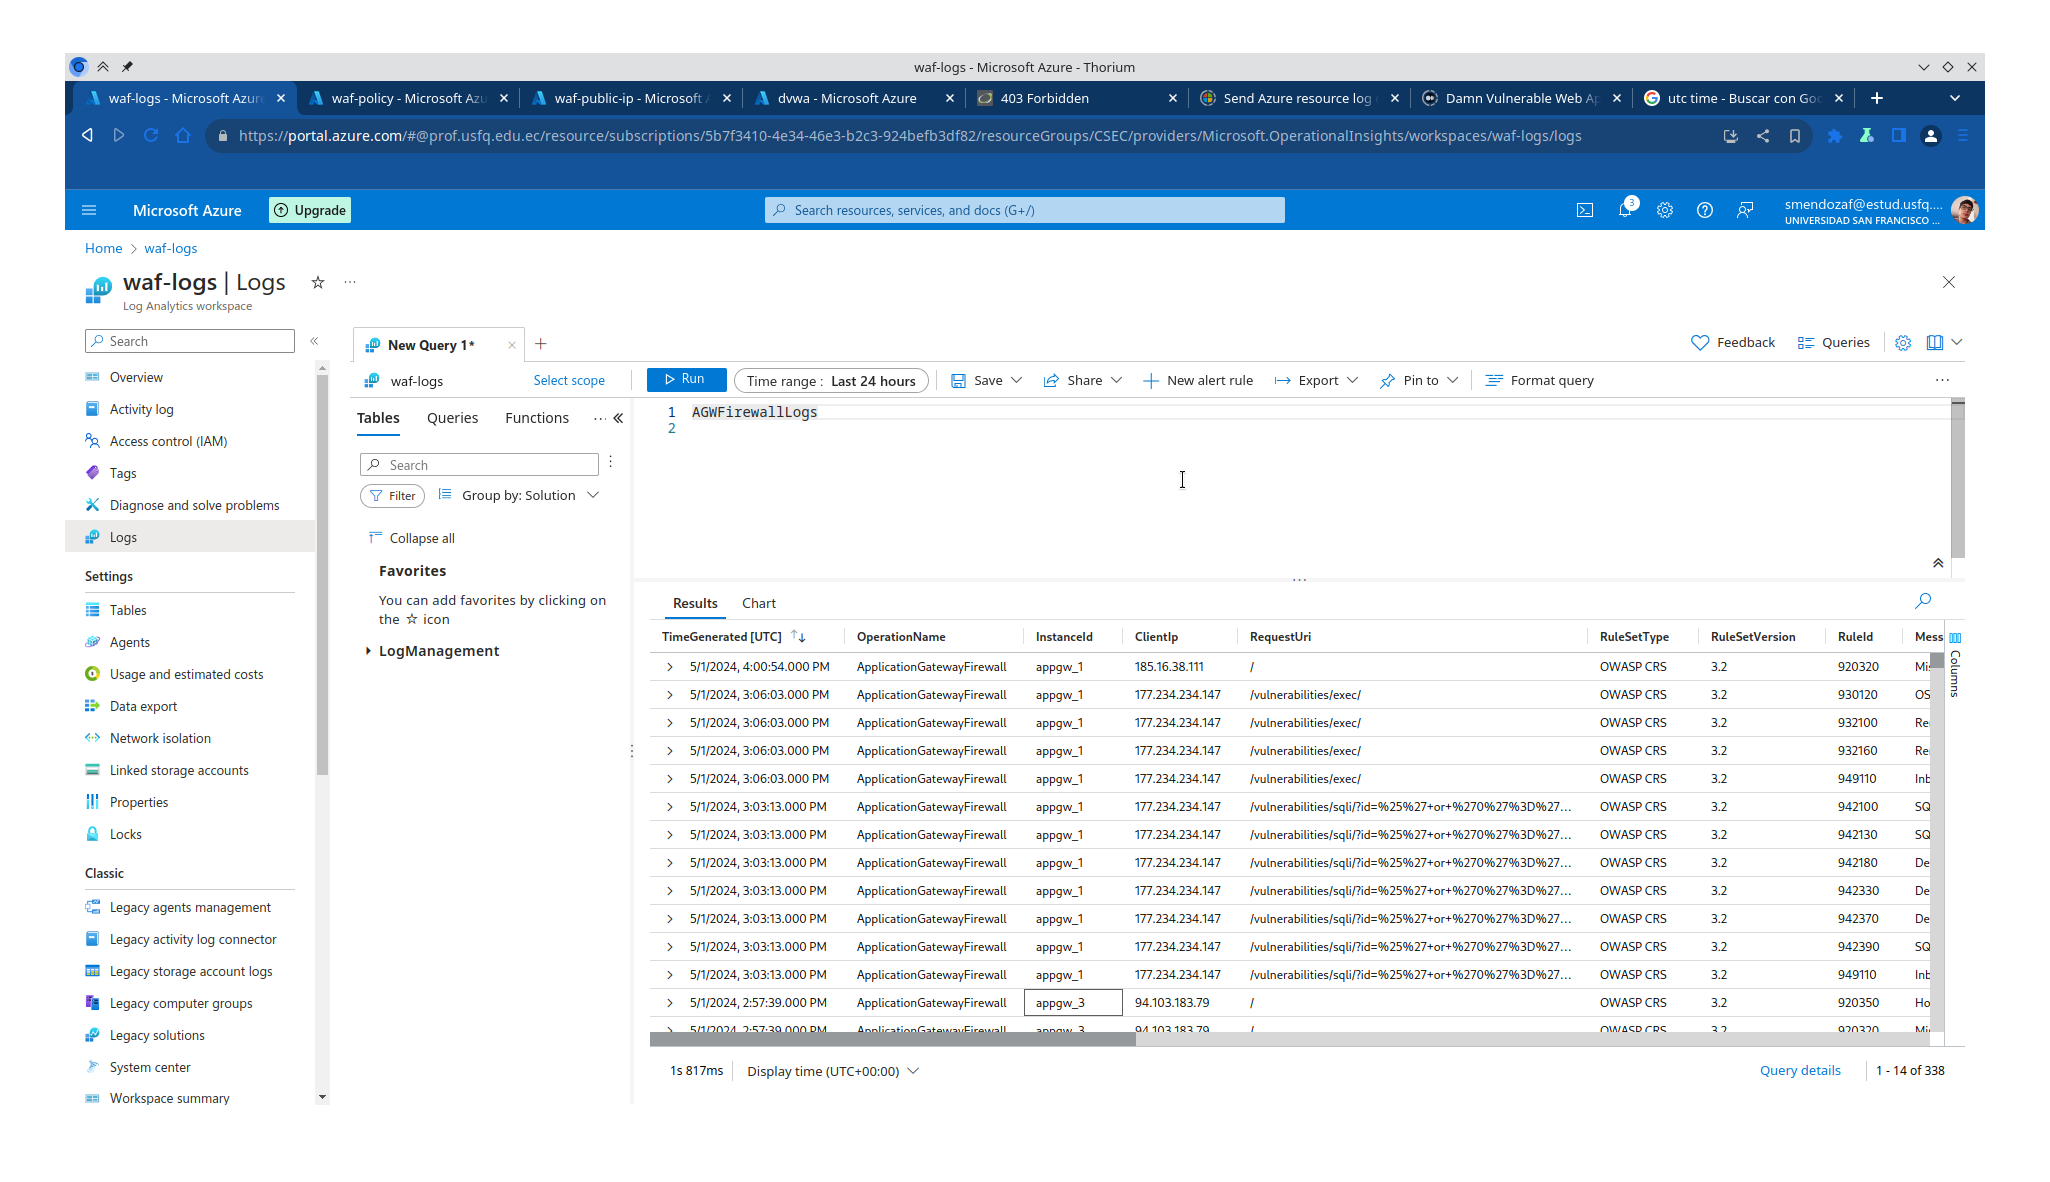 waf-logs - Microsoft Azure - Thorium
waf-logs - Microsoft Azure
waf-policy - Microsoft Azu
waf-public-ip - Microsoft A
dvwa - Microsoft Azure
403 Forbidden
Send Azure resource log
Damn Vulnerable Web Ap
utc time - Buscar con Goo
https://portal.azure.com/#@prof.usfq.edu.ec/resource/subscriptions/5b7f3410-4e34-46e3-b2c3-924befb3df82/resourceGroups/CSEC/providers/Microsoft.OperationalInsights/workspaces/waf-logs/logs
Microsoft Azure
Upgrade
Search resources, services, and docs (G+/)
3
smendozaf@estud.usfq....
UNIVERSIDAD SAN FRANCISCO ...
Home > waf-logs
waf-logs | Logs
Log Analytics workspace
Search
Overview
Activity log
Access control (IAM)
Tags
Diagnose and solve problems
Logs
Settings
Tables
Agents
Usage and estimated costs
Data export
Network isolation
Linked storage accounts
Properties
Locks
Classic
Legacy agents management
Legacy activity log connector
Legacy storage account logs
Legacy computer groups
Legacy solutions
System center
Workspace summary
New Query 1*
Feedback
Queries
waf-logs
Select scope
Run
Time range : Last 24 hours
Save
Share
New alert rule
Export
Pin to
Format query
Tables Queries Functions
Search
Filter
Group by: Solution
Collapse all
Favorites
You can add favorites by clicking on
the ☆ icon
LogManagement
1 AGWFirewallLogs
2
Results Chart
TimeGenerated [UTC] OperationName InstanceId ClientIp RequestUri RuleSetType RuleSetVersion RuleId Mess
5/1/2024, 4:00:54.000 PM ApplicationGatewayFirewall appgw_1 185.16.38.111 / OWASP CRS 3.2 920320 Mis
5/1/2024, 3:06:03.000 PM ApplicationGatewayFirewall appgw_1 177.234.234.147 /vulnerabilities/exec/ OWASP CRS 3.2 930120 OS
5/1/2024, 3:06:03.000 PM ApplicationGatewayFirewall appgw_1 177.234.234.147 /vulnerabilities/exec/ OWASP CRS 3.2 932100 Re
5/1/2024, 3:06:03.000 PM ApplicationGatewayFirewall appgw_1 177.234.234.147 /vulnerabilities/exec/ OWASP CRS 3.2 932160 Re
5/1/2024, 3:06:03.000 PM ApplicationGatewayFirewall appgw_1 177.234.234.147 /vulnerabilities/exec/ OWASP CRS 3.2 949110 Inb
5/1/2024, 3:03:13.000 PM ApplicationGatewayFirewall appgw_1 177.234.234.147 /vulnerabilities/sqli/?id=%25%27+or+%270%27%3D%27... OWASP CRS 3.2 942100 SQ
5/1/2024, 3:03:13.000 PM ApplicationGatewayFirewall appgw_1 177.234.234.147 /vulnerabilities/sqli/?id=%25%27+or+%270%27%3D%27... OWASP CRS 3.2 942130 SQ
5/1/2024, 3:03:13.000 PM ApplicationGatewayFirewall appgw_1 177.234.234.147 /vulnerabilities/sqli/?id=%25%27+or+%270%27%3D%27... OWASP CRS 3.2 942180 De
5/1/2024, 3:03:13.000 PM ApplicationGatewayFirewall appgw_1 177.234.234.147 /vulnerabilities/sqli/?id=%25%27+or+%270%27%3D%27... OWASP CRS 3.2 942330 De
5/1/2024, 3:03:13.000 PM ApplicationGatewayFirewall appgw_1 177.234.234.147 /vulnerabilities/sqli/?id=%25%27+or+%270%27%3D%27... OWASP CRS 3.2 942370 De
5/1/2024, 3:03:13.000 PM ApplicationGatewayFirewall appgw_1 177.234.234.147 /vulnerabilities/sqli/?id=%25%27+or+%270%27%3D%27... OWASP CRS 3.2 942390 SQ
5/1/2024, 3:03:13.000 PM ApplicationGatewayFirewall appgw_1 177.234.234.147 /vulnerabilities/sqli/?id=%25%27+or+%270%27%3D%27... OWASP CRS 3.2 949110 Inb
5/1/2024, 2:57:39.000 PM ApplicationGatewayFirewall appgw_3 94.103.183.79 / OWASP CRS 3.2 920350 Ho
5/1/2024, 2:57:39.000 PM ApplicationGatewayFirewall appgw_3 94.103.183.79 / OWASP CRS 3.2 920320 Mis
Columns
1s 817ms
Display time (UTC+00:00)
Query details
1 - 14 of 338